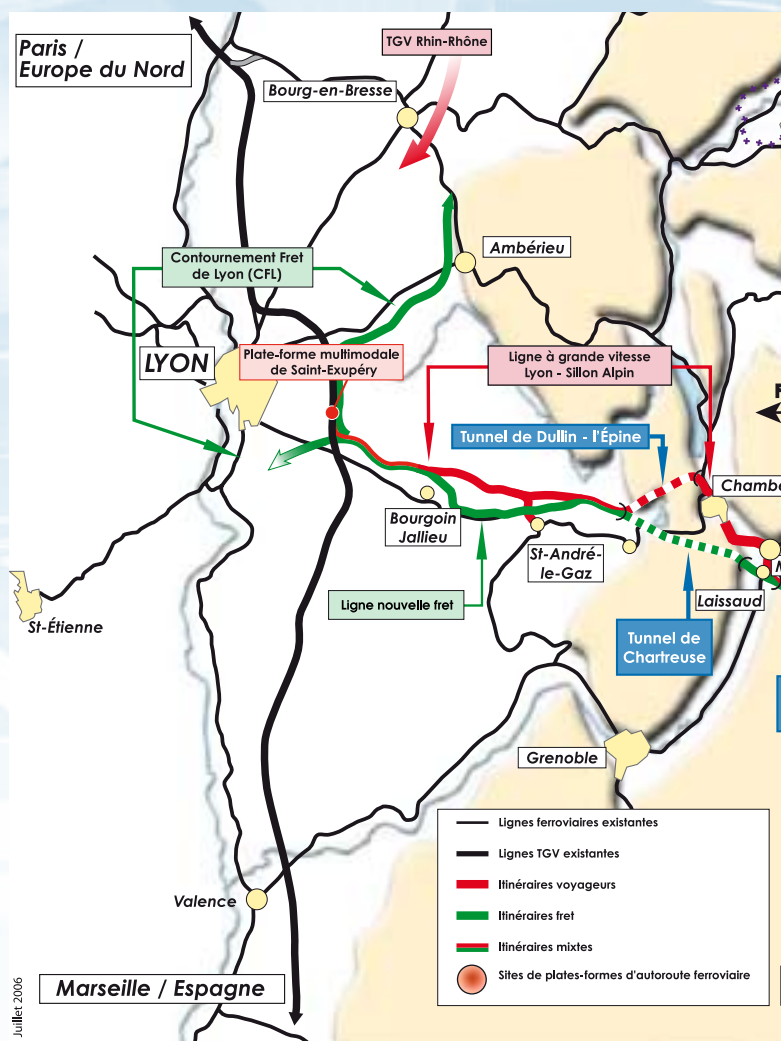 Paris /
Europe du Nord
TGV Rhin-Rhône
Bourg-en-Bresse
Contournement Fret
de Lyon (CFL)
Ambérieu
LYON
Plate-forme multimodale
de Saint-Exupéry
Ligne à grande vitesse
Lyon - Sillon Alpin
Tunnel de Dullin - l'Épine
Bourgoin
Jallieu
St-André-
le-Gaz
Laissaud
Ligne nouvelle fret
Tunnel de
Chartreuse
St-Étienne
Grenoble
Valence
Marseille / Espagne
Lignes ferroviaires existantes
Lignes TGV existantes
Itinéraires voyageurs
Itinéraires fret
Itinéraires mixtes
Sites de plates-formes d'autoroute ferroviaire
Juillet 2006